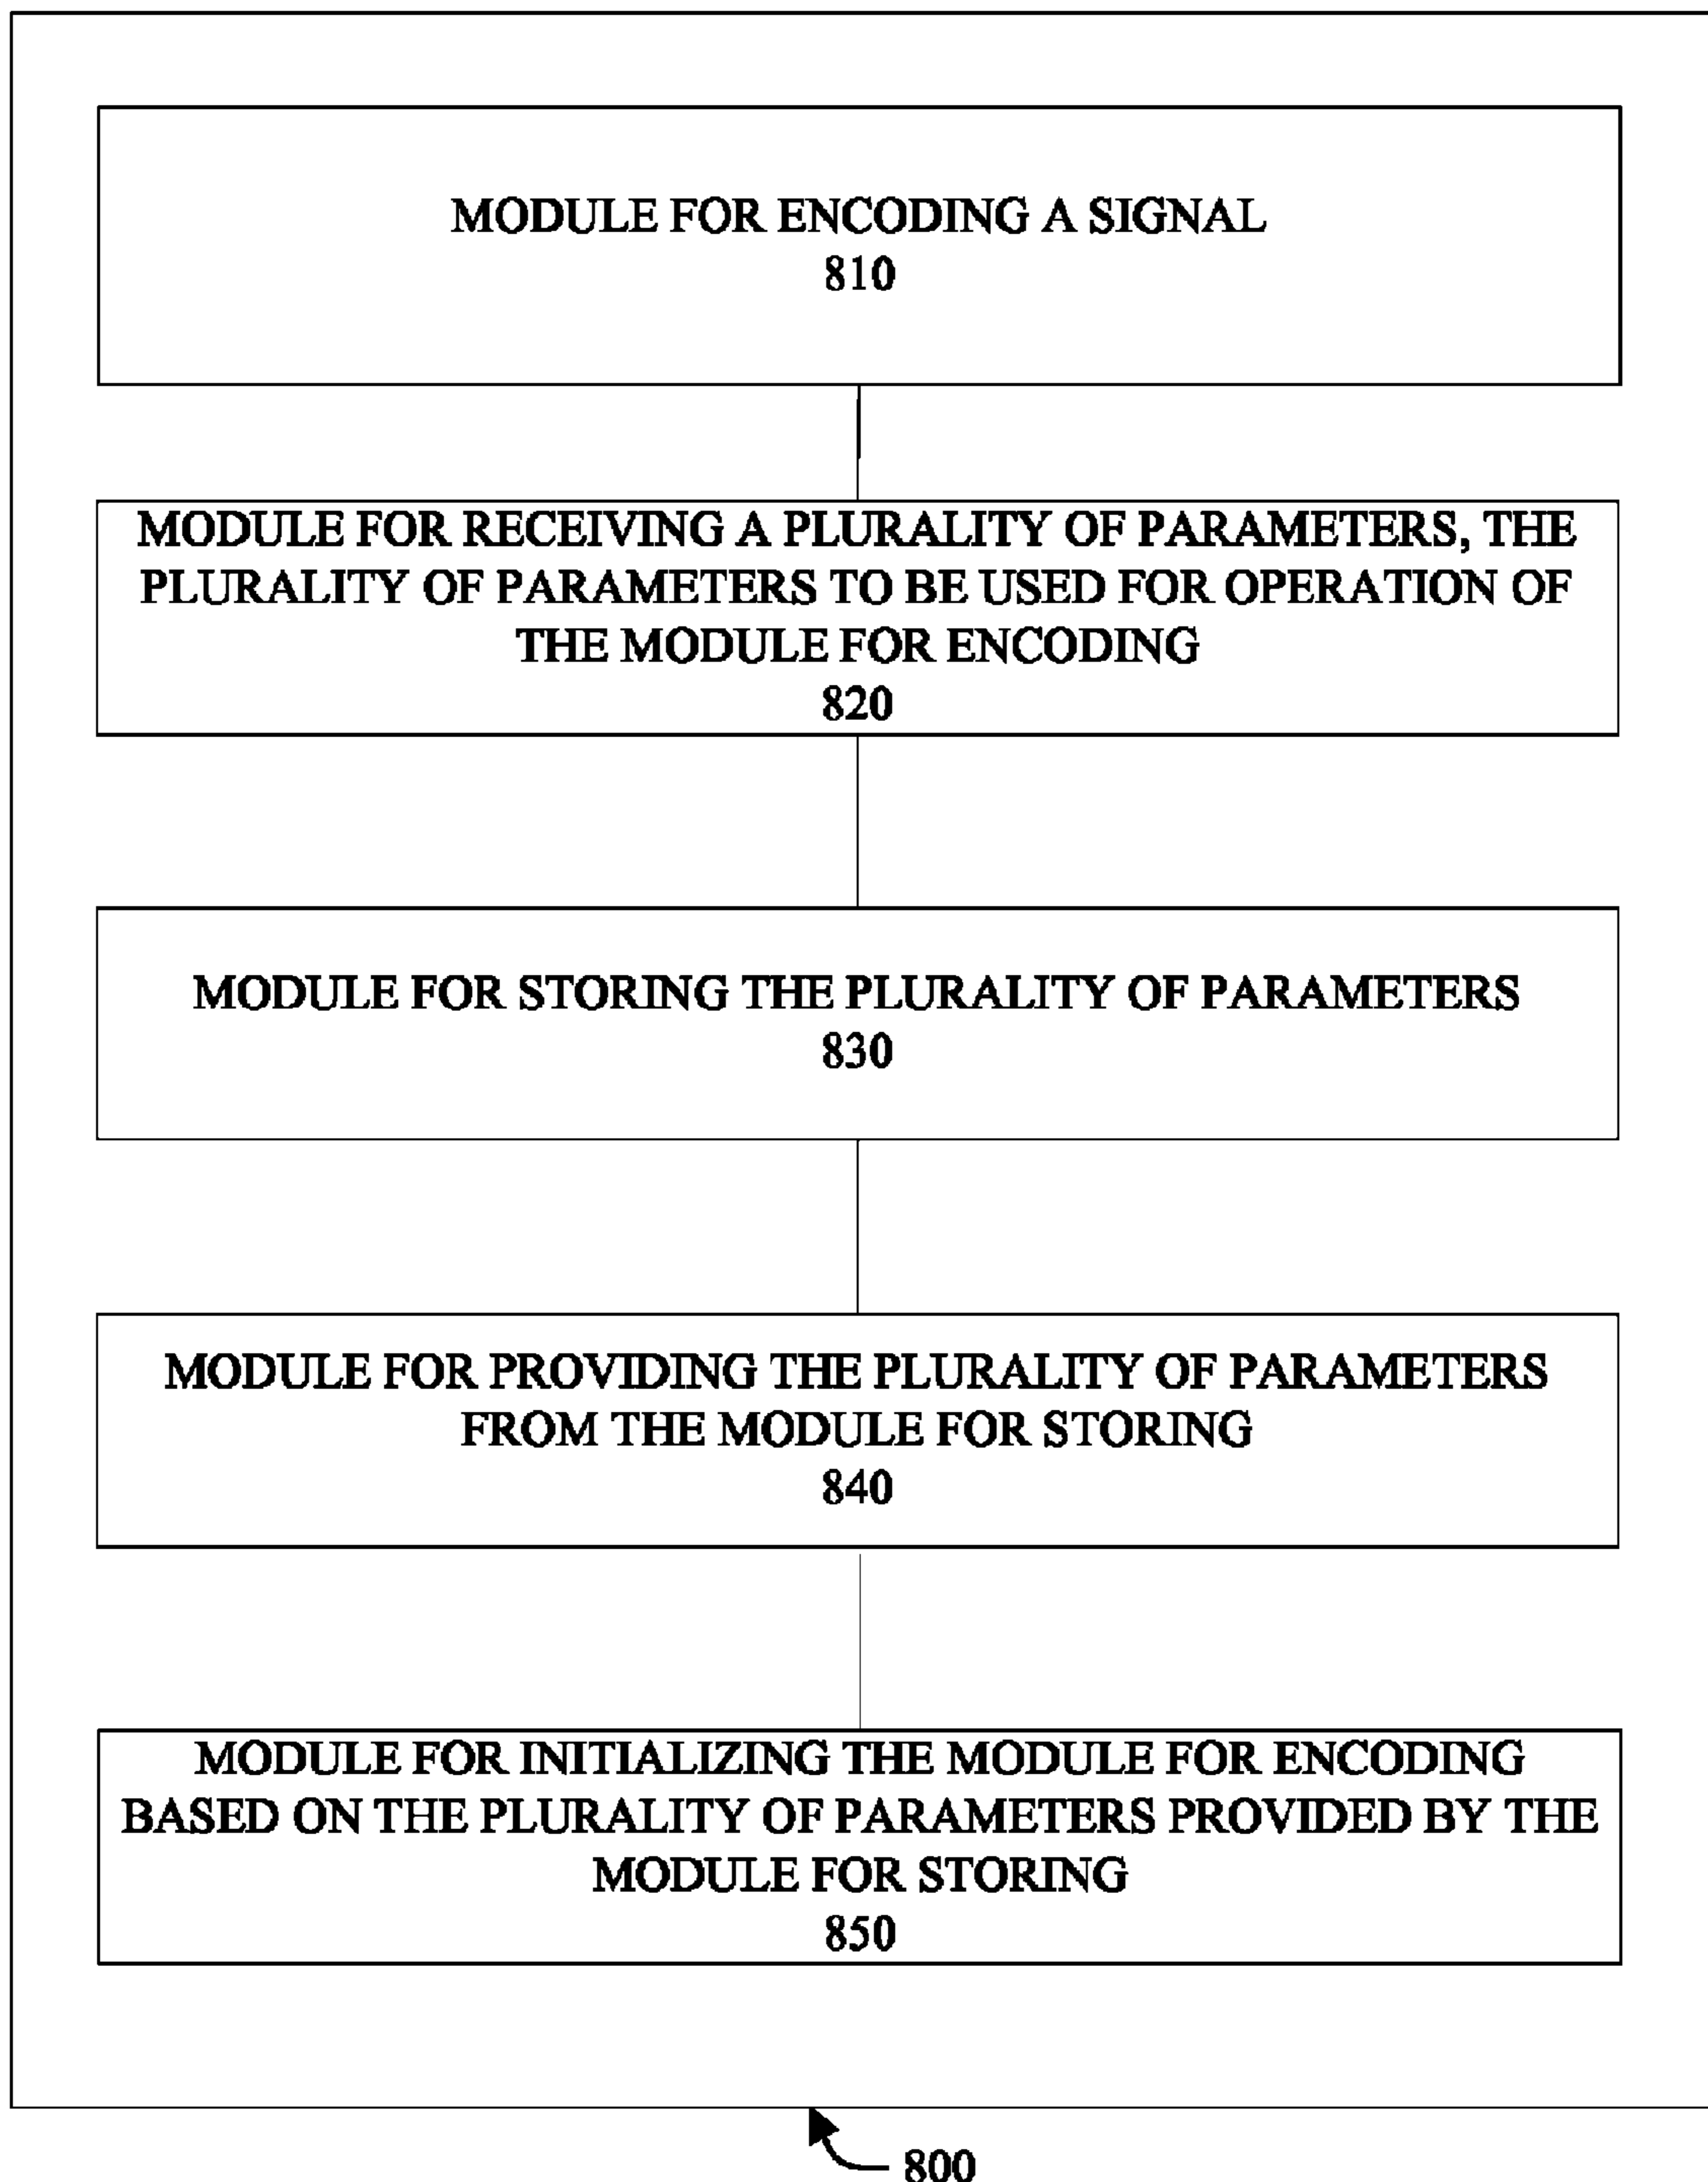 MODULE FOR ENCODING A SIGNAL
810
MODULE FOR RECEIVING A PLURALITY OF PARAMETERS, THE
PLURALITY OF PARAMETERS TO BE USED FOR OPERATION OF
THE MODULE FOR ENCODING
820
MODULE FOR STORING THE PLURALITY OF PARAMETERS
830
MODULE FOR PROVIDING THE PLURALITY OF PARAMETERS
FROM THE MODULE FOR STORING
840
MODULE FOR INITIALIZING THE MODULE FOR ENCODING
BASED ON THE PLURALITY OF PARAMETERS PROVIDED BY THE
MODULE FOR STORING
850
800